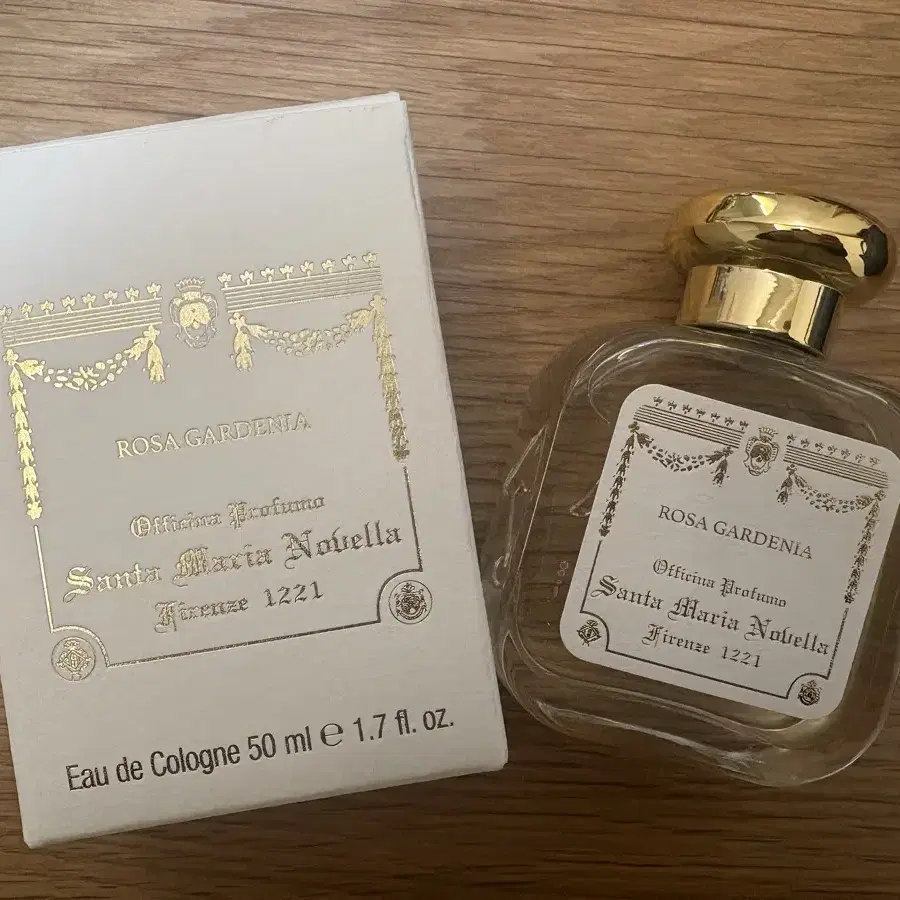 ROSA GARDENIA
Officina Profumo
Santa Maria Novella
Firenze 1221
Eau de Cologne 50 ml ℮ 1.7 fl. oz.
ROSA GARDENIA
Officina Profumo
Santa Maria Novella
Firenze 1221